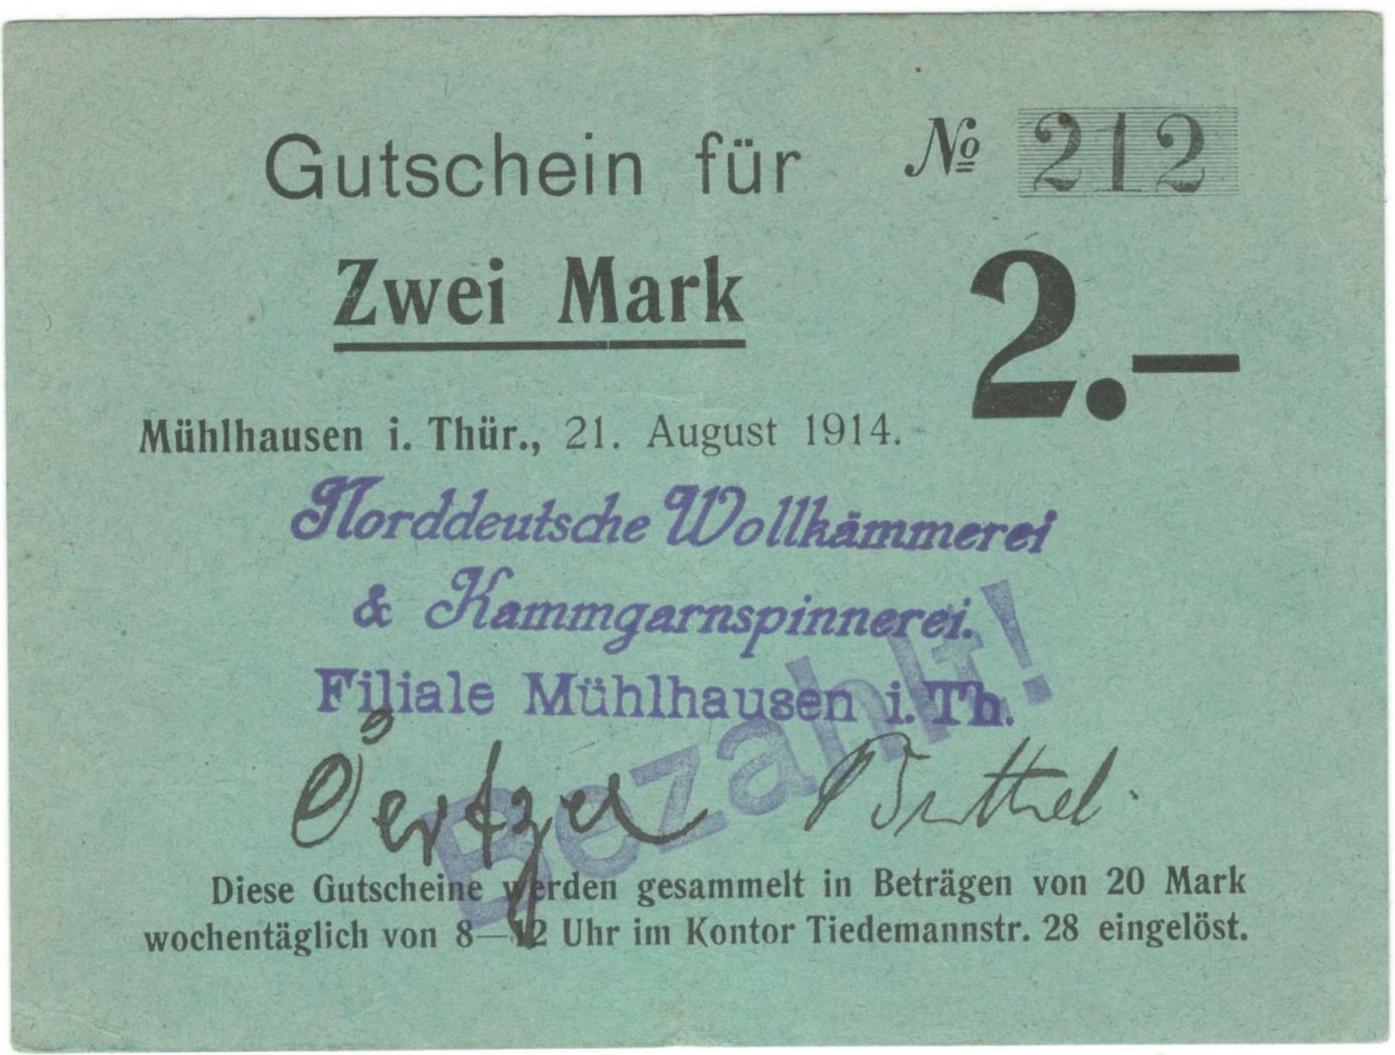 Gutschein für № 212
Zwei Mark 2.—
Mühlhausen i. Thür., 21. August 1914.
Norddeutsche Wollkämmerei
& Kammgarnspinnerei.
Filiale Mühlhausen i. Th.
Bezahlt!
Diese Gutscheine werden gesammelt in Beträgen von 20 Mark
wochentäglich von 8—12 Uhr im Kontor Tiedemannstr. 28 eingelöst.